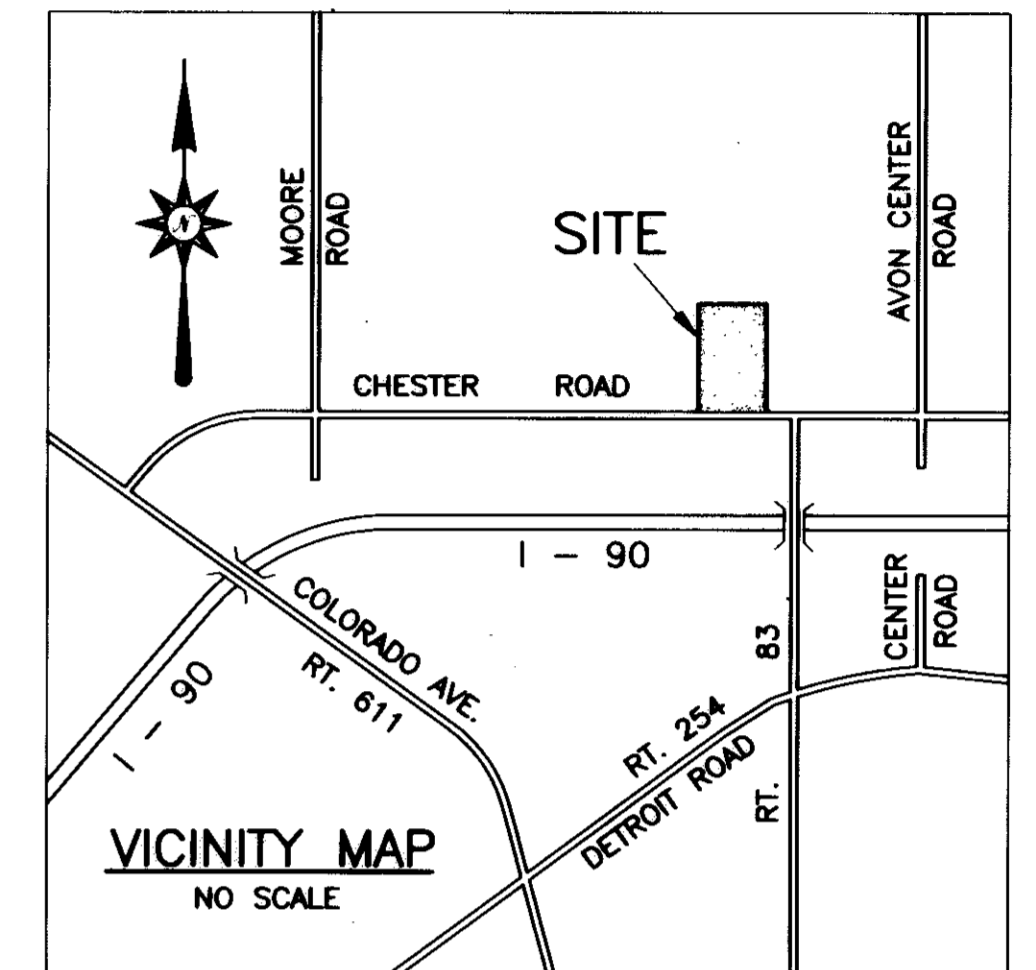 N
MOORE
ROAD
SITE
AVON CENTER
ROAD
CHESTER ROAD
I - 90
CENTER
ROAD
COLORADO AVE.
RT. 611
I - 90
RT. 83
RT. 254
DETROIT ROAD
VICINITY MAP
NO SCALE